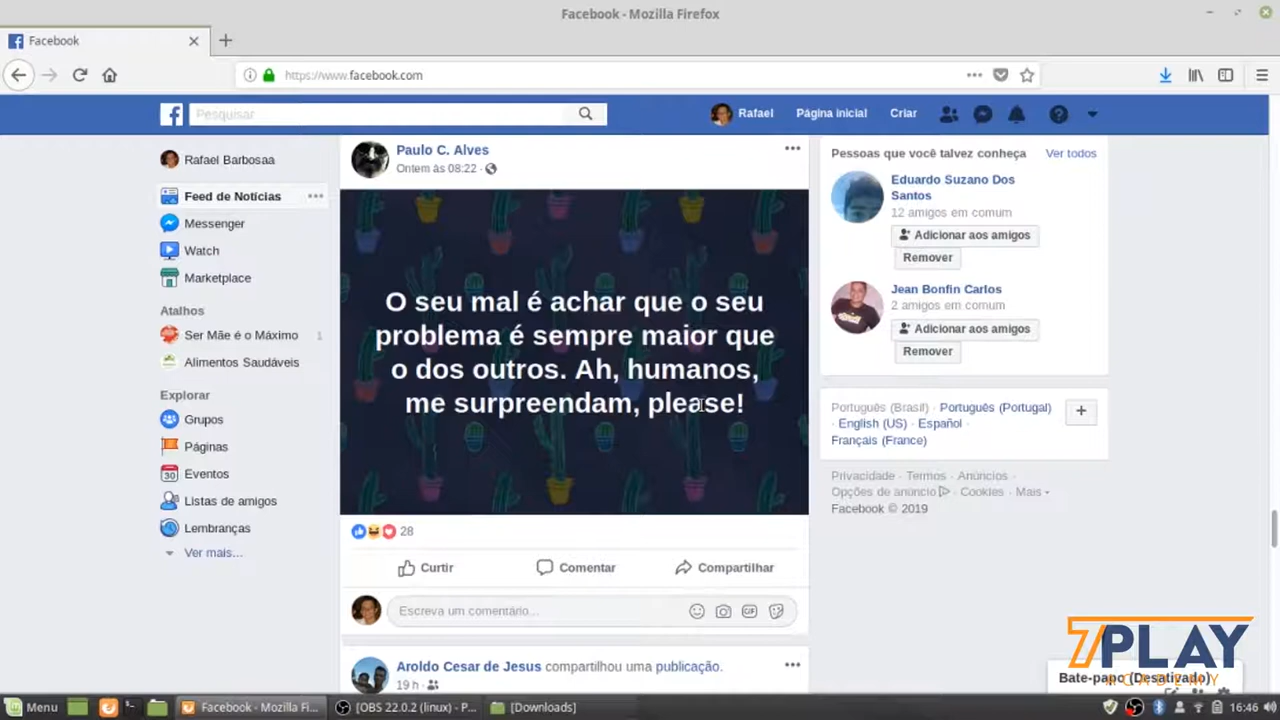 Facebook - Mozilla Firefox
Facebook
https://www.facebook.com
Pesquisar
Rafael
Página inicial
Criar
Rafael Barbosaa
Feed de Notícias
Messenger
Watch
Marketplace
Atalhos
Ser Mãe é o Máximo 1
Alimentos Saudáveis
Explorar
Grupos
Páginas
30 Eventos
Listas de amigos
Lembranças
Ver mais...
Paulo C. Alves
Ontem às 08:22 ·
O seu mal é achar que o seu
problema é sempre maior que
o dos outros. Ah, humanos,
me surpreendam, please!
28
Curtir
Comentar
Compartilhar
Escreva um comentário...
GIF
Aroldo Cesar de Jesus compartilhou uma publicação.
19 h ·
Pessoas que você talvez conheça
Ver todos
Eduardo Suzano Dos
Santos
12 amigos em comum
Adicionar aos amigos
Remover
Jean Bonfin Carlos
2 amigos em comum
Adicionar aos amigos
Remover
Português (Brasil) · Português (Portugal)
· English (US) · Español ·
Français (France)
Privacidade · Termos · Anúncios ·
Opções de anúncio · Cookies · Mais
Facebook © 2019
7PLAY
ACADEMY
Bate-papo (Desativado)
Menu
Facebook - Mozilla Fi...
[OBS 22.0.2 (linux) - P...
[Downloads]
16:46